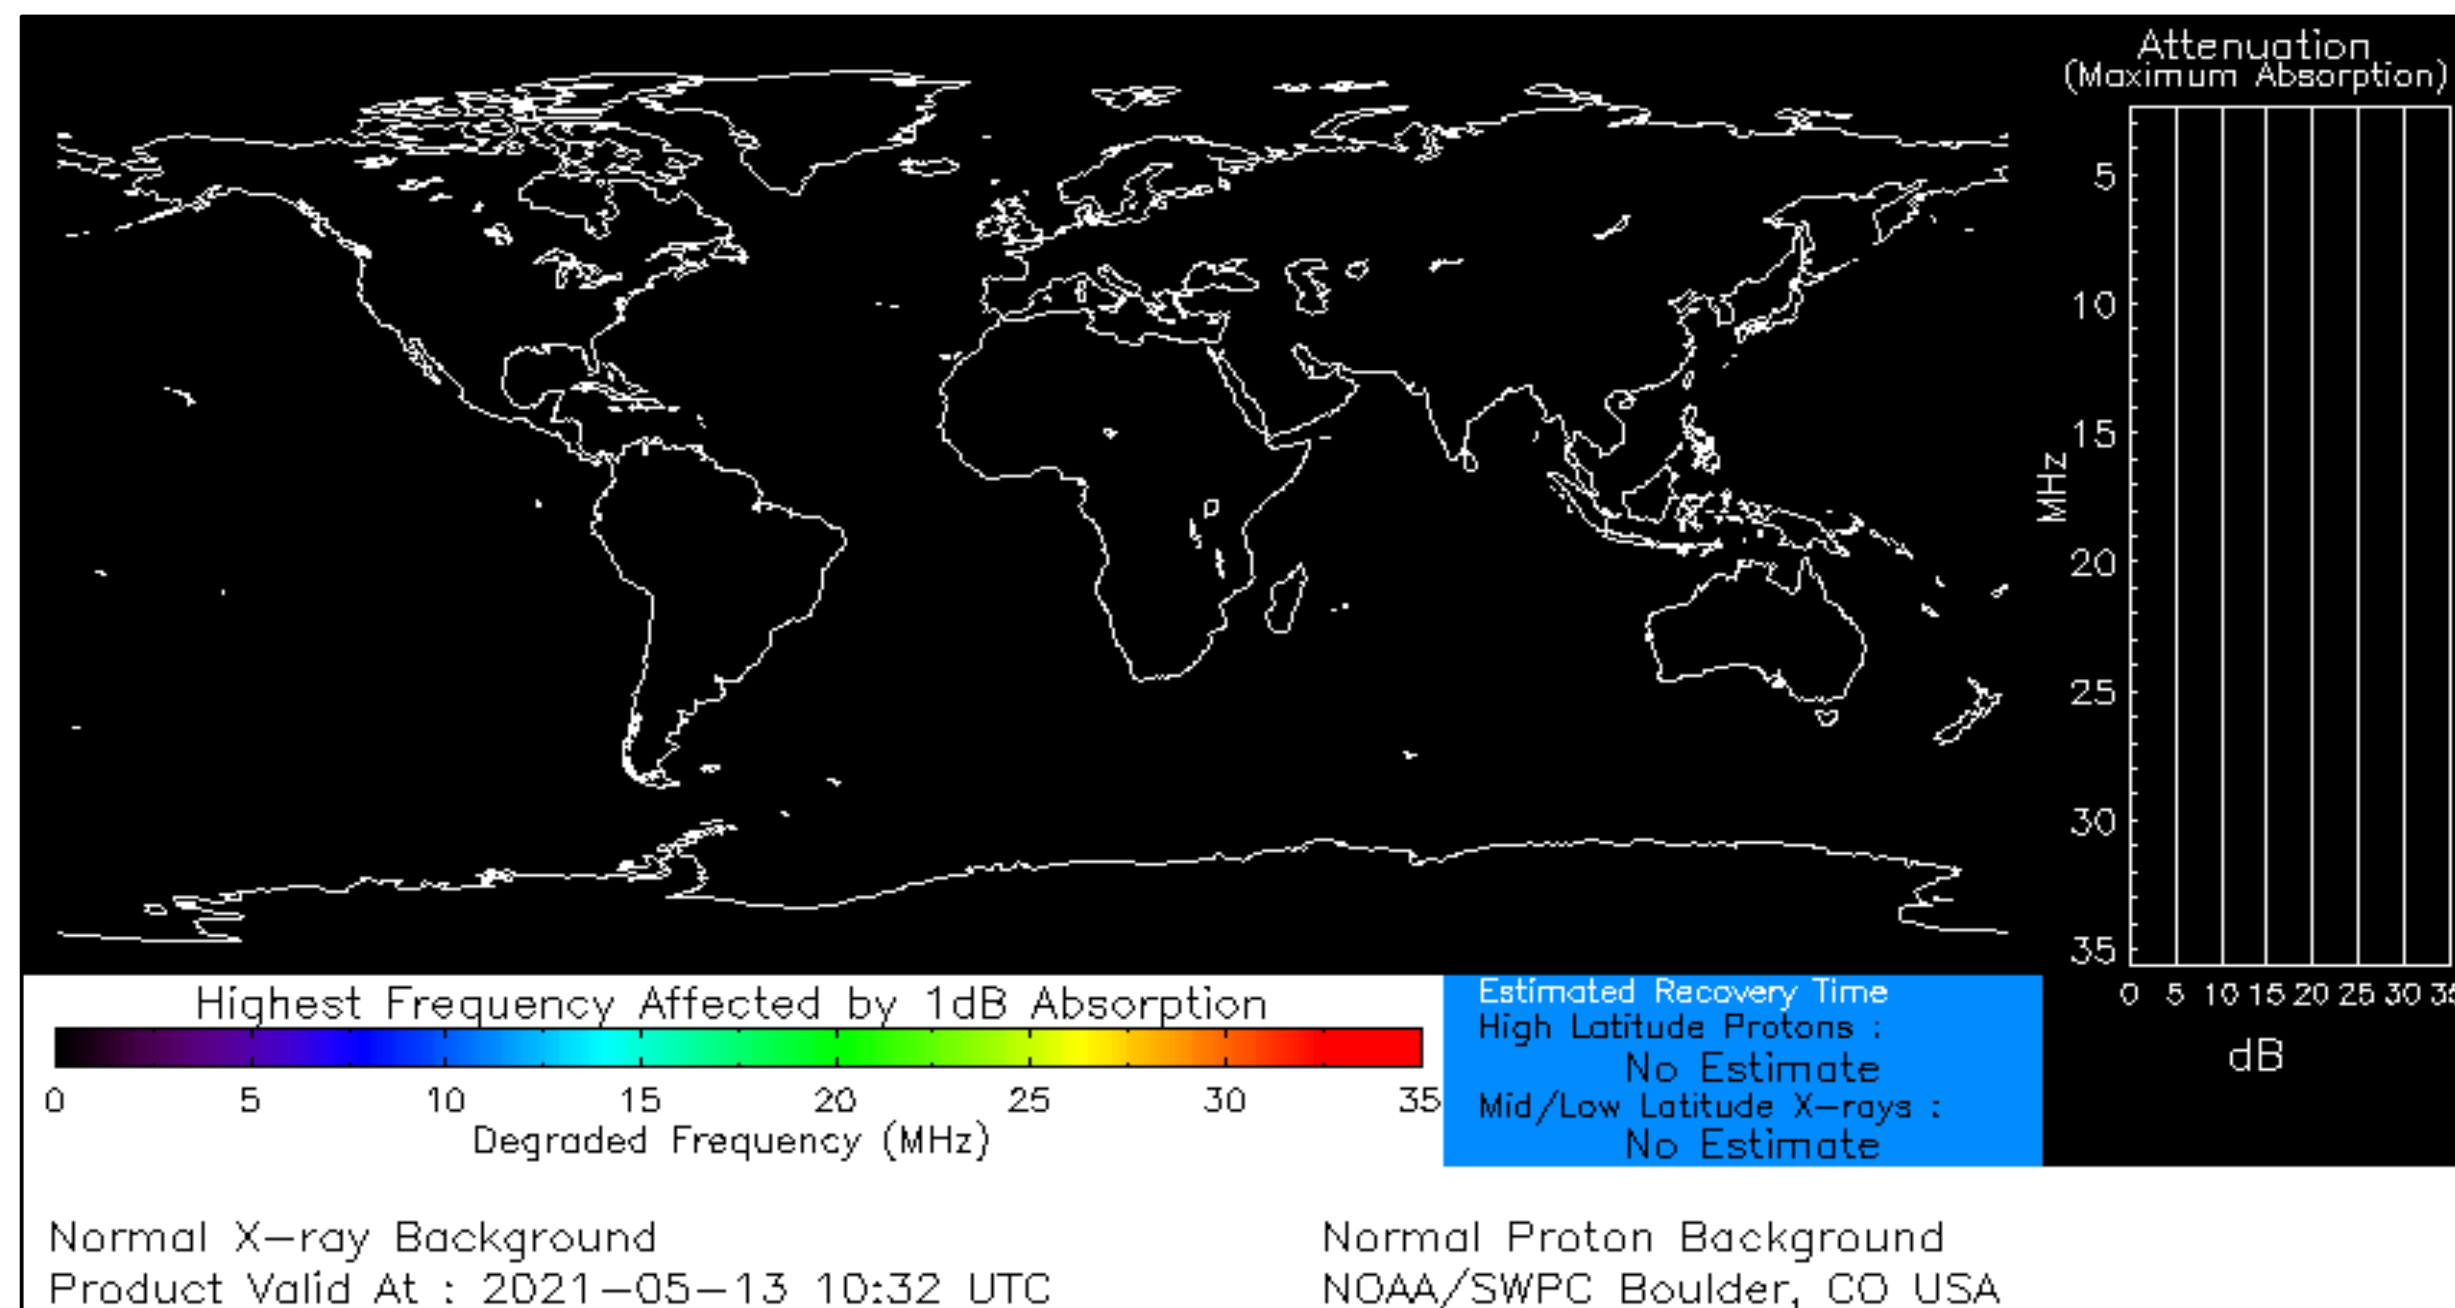 Attenuation
(Maximum Absorption)
5
10
15
20
25
30
35
MHz
0 5 10 15 20 25 30 35
dB
Highest Frequency Affected by 1dB Absorption
0 5 10 15 20 25 30 35
Degraded Frequency (MHz)
Estimated Recovery Time
High Latitude Protons :
No Estimate
Mid/Low Latitude X-rays :
No Estimate
Normal X-ray Background
Normal Proton Background
Product Valid At : 2021-05-13 10:32 UTC
NOAA/SWPC Boulder, CO USA